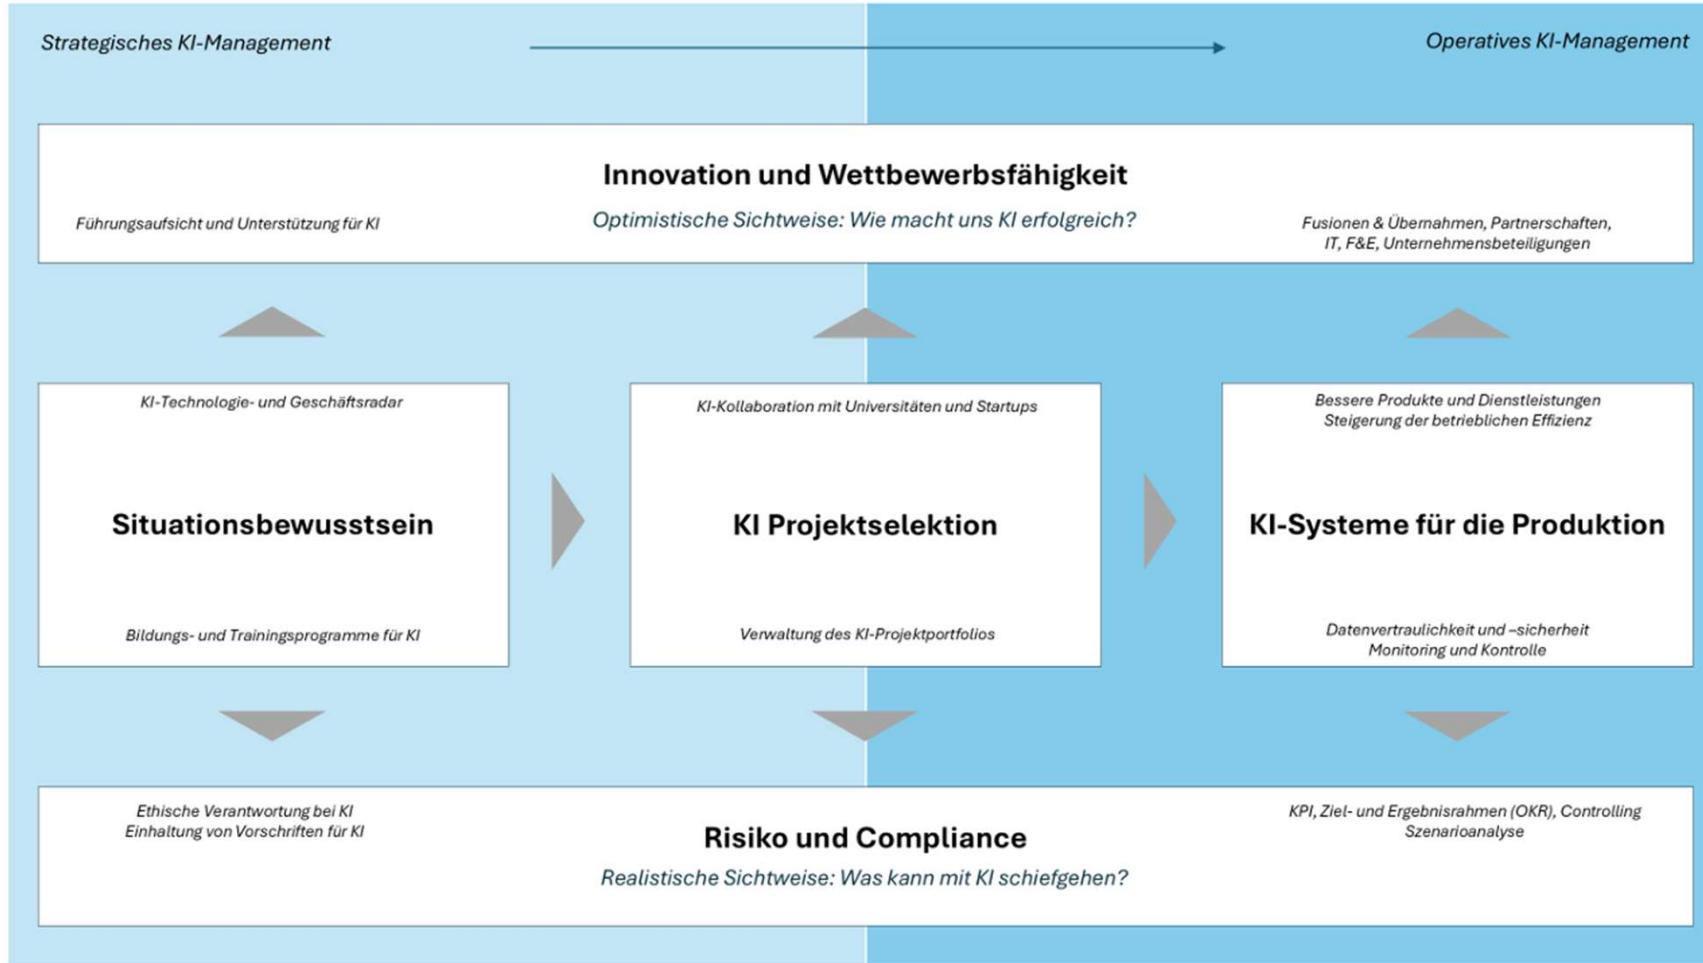 Strategisches KI-Management
Operatives KI-Management
Innovation und Wettbewerbsfähigkeit
Optimistische Sichtweise: Wie macht uns KI erfolgreich?
Führungsaufsicht und Unterstützung für KI
Fusionen & Übernahmen, Partnerschaften,
IT, F&E, Unternehmensbeteiligungen
KI-Technologie- und Geschäftsradar
Situationsbewusstsein
Bildungs- und Trainingsprogramme für KI
KI-Kollaboration mit Universitäten und Startups
KI Projektselektion
Verwaltung des KI-Projektportfolios
Bessere Produkte und Dienstleistungen
Steigerung der betrieblichen Effizienz
KI-Systeme für die Produktion
Datenvertraulichkeit und –sicherheit
Monitoring und Kontrolle
Ethische Verantwortung bei KI
Einhaltung von Vorschriften für KI
Risiko und Compliance
Realistische Sichtweise: Was kann mit KI schiefgehen?
KPI, Ziel- und Ergebnisrahmen (OKR), Controlling
Szenarioanalyse